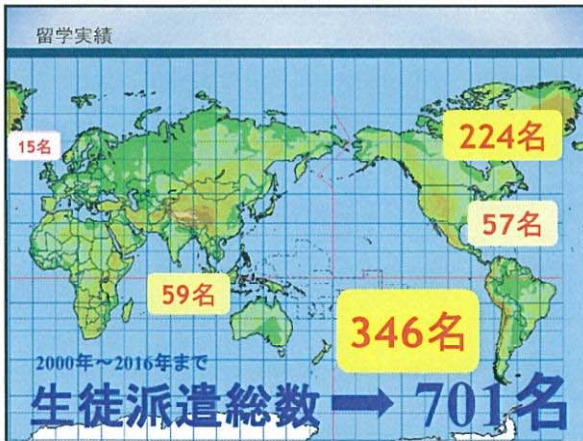 留学実績
224名
15名
57名
59名
346名
2000年～2016年まで
生徒派遣総数 ➡ 701名